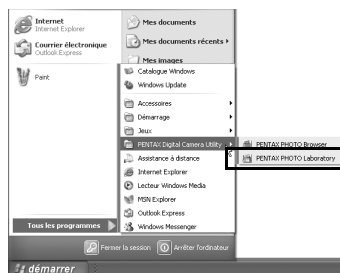 Internet
Internet Explorer
Courrier électronique
Outlook Express
Paint
Tous les programmes
Mes documents
Mes documents récents
Mes images
Catalogue Windows
Windows Update
Accessoires
Démarrage
Jeux
PENTAX Digital Camera Utility
Assistance à distance
Internet Explorer
Lecteur Windows Media
MSN Explorer
Outlook Express
Windows Messenger
PENTAX PHOTO Browser
PENTAX PHOTO Laboratory
Fermer la session
Arrêter l'ordinateur
démarrer